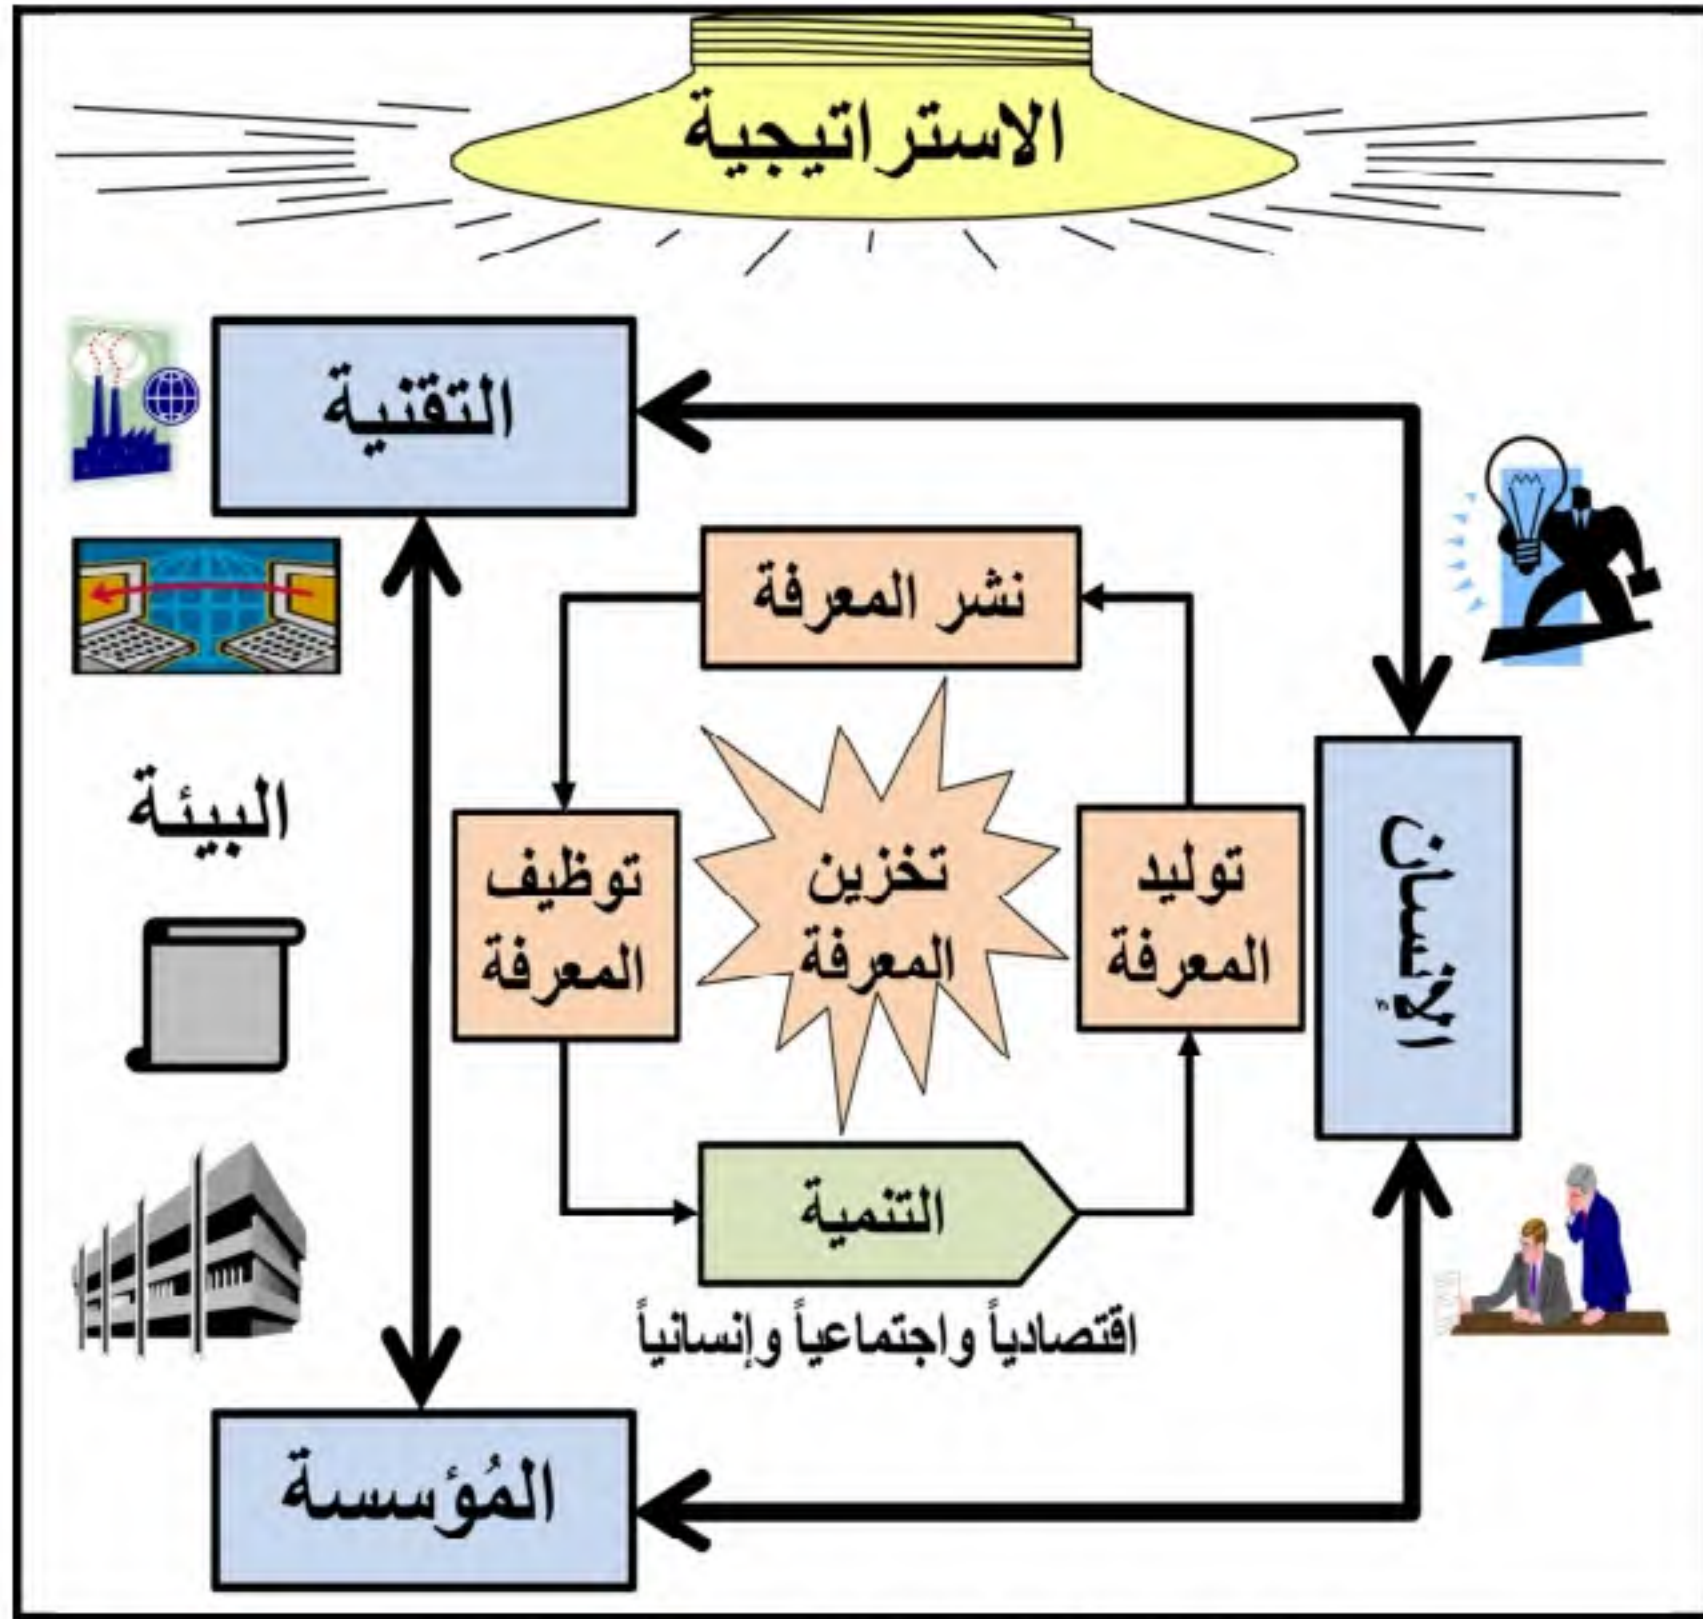 الاستراتيجية
التقنية
نشر المعرفة
البيئة
توظيف
المعرفة
تخزين
المعرفة
توليد
المعرفة
الإنسان
التنمية
اقتصادياً واجتماعياً وإنسانياً
المُؤسسة